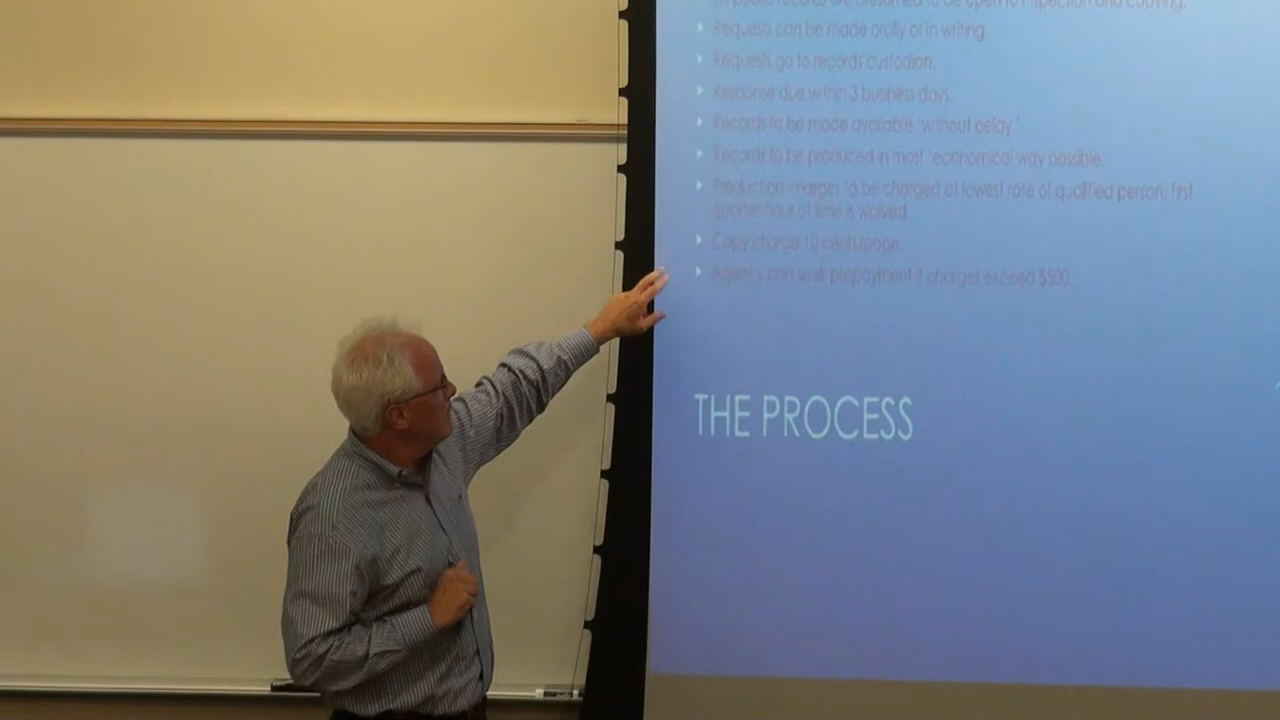 public records are presumed to be open to inspection and copying.
Requests can be made orally or in writing.
Requests go to records custodian.
Response due within 3 business days.
Records to be made available 'without delay.'
Records to be produced in most 'economical way possible.
Production charges to be charged at lowest rate of qualified person; first
quarter-hour of time is waived.
Copy charge 10 cents/page.
Agency can seek prepayment if charges exceed $500.
THE PROCESS